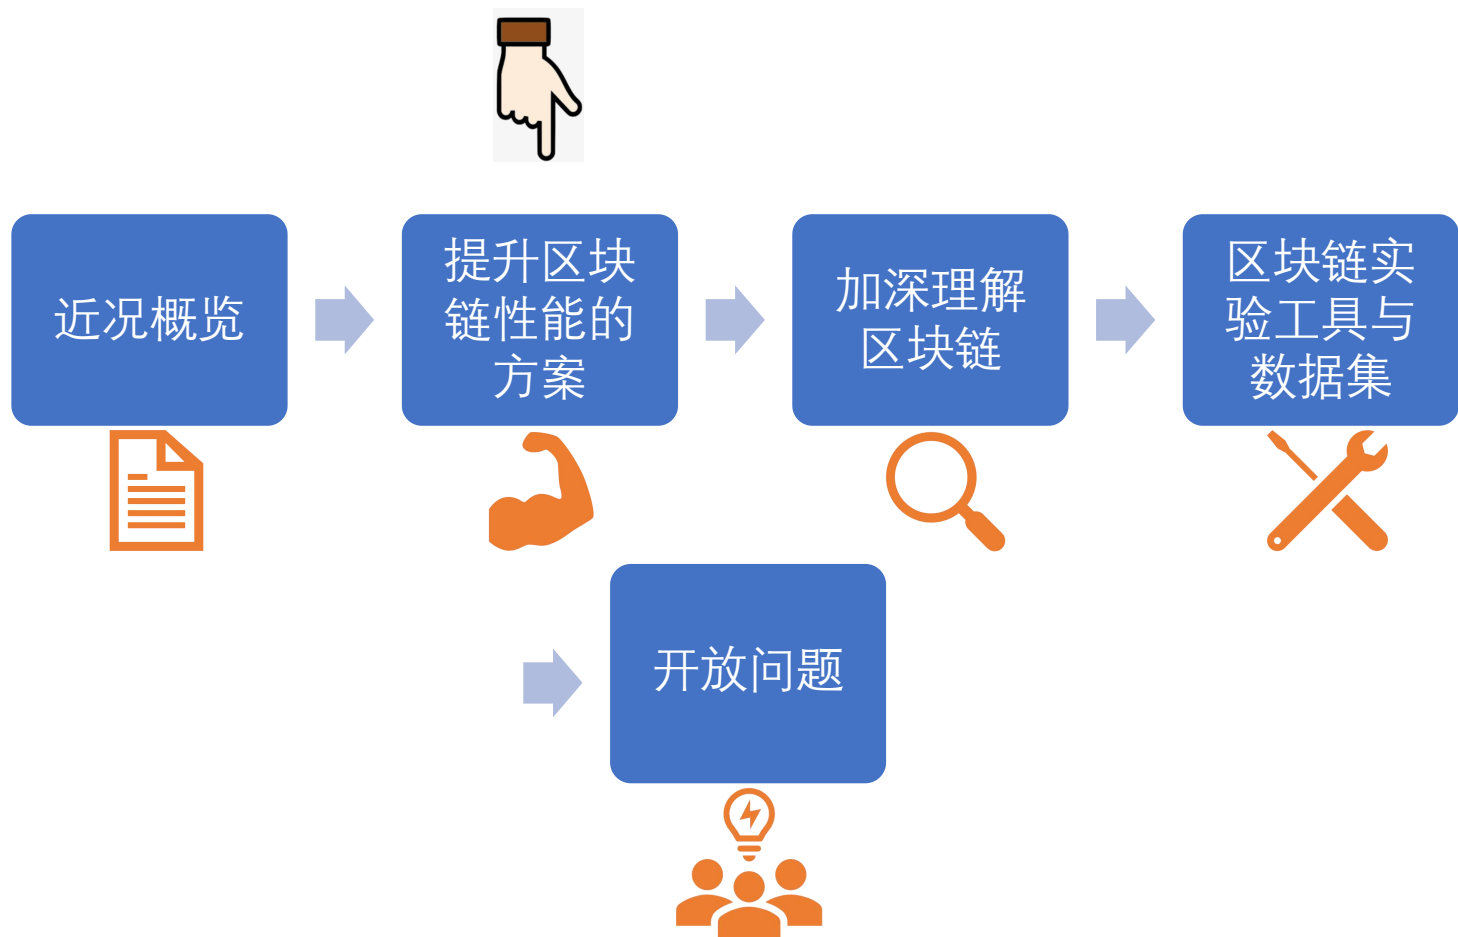 近况概览
提升区块
链性能的
方案
加深理解
区块链
区块链实
验工具与
数据集
开放问题